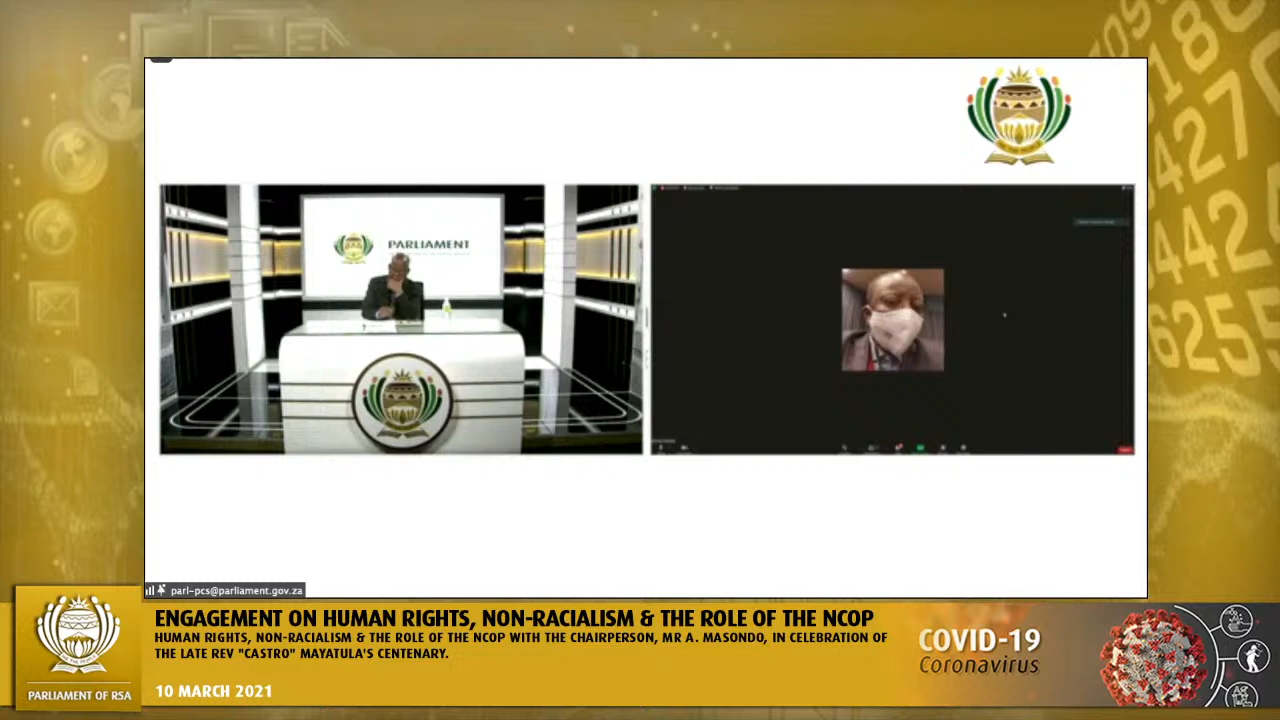 PARLIAMENT
parl-pcs@parliament.gov.za
ENGAGEMENT ON HUMAN RIGHTS, NON-RACIALISM & THE ROLE OF THE NCOP
HUMAN RIGHTS, NON-RACIALISM & THE ROLE OF THE NCOP WITH THE CHAIRPERSON, MR A. MASONDO, IN CELEBRATION OF
THE LATE REV "CASTRO" MAYATULA'S CENTENARY.
10 MARCH 2021
PARLIAMENT OF RSA
COVID-19
Coronavirus
6255